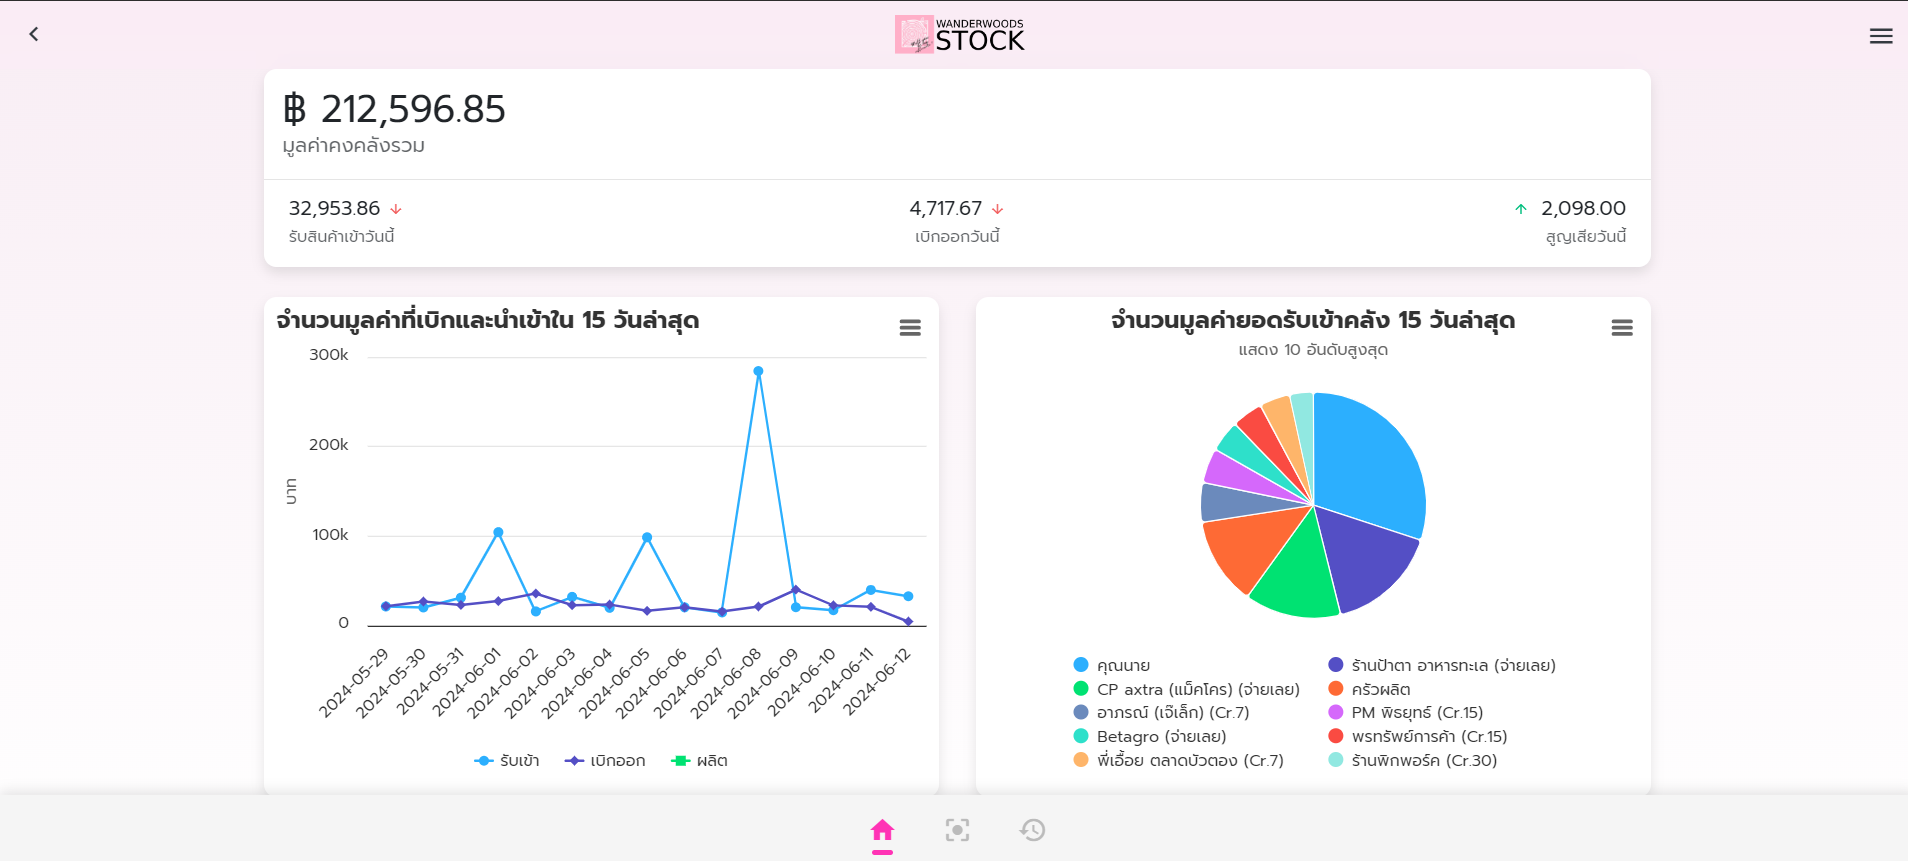 WANDERWOODS
STOCK
฿ 212,596.85
มูลค่าคงคลังรวม
32,953.86
รับสินค้าเข้าวันนี้
4,717.67
เบิกออกวันนี้
2,098.00
สูญเสียวันนี้
จำนวนมูลค่าที่เบิกและนำเข้าใน 15 วันล่าสุด
300k
200k
100k
0
บาท
2024-05-29
2024-05-30
2024-05-31
2024-06-01
2024-06-02
2024-06-03
2024-06-04
2024-06-05
2024-06-06
2024-06-07
2024-06-08
2024-06-09
2024-06-10
2024-06-11
2024-06-12
รับเข้า
เบิกออก
ผลิต
จำนวนมูลค่ายอดรับเข้าคลัง 15 วันล่าสุด
แสดง 10 อันดับสูงสุด
คุณนาย
ร้านป้าตา อาหารทะเล (จ่ายเลย)
CP axtra (แม็คโคร) (จ่ายเลย)
ครัวผลิต
อาภรณ์ (เจ๊เล็ก) (Cr.7)
PM พิธยุทธ์ (Cr.15)
Betagro (จ่ายเลย)
พรทรัพย์การค้า (Cr.15)
พี่เอื้อย ตลาดบัวตอง (Cr.7)
ร้านพิกพอร์ค (Cr.30)